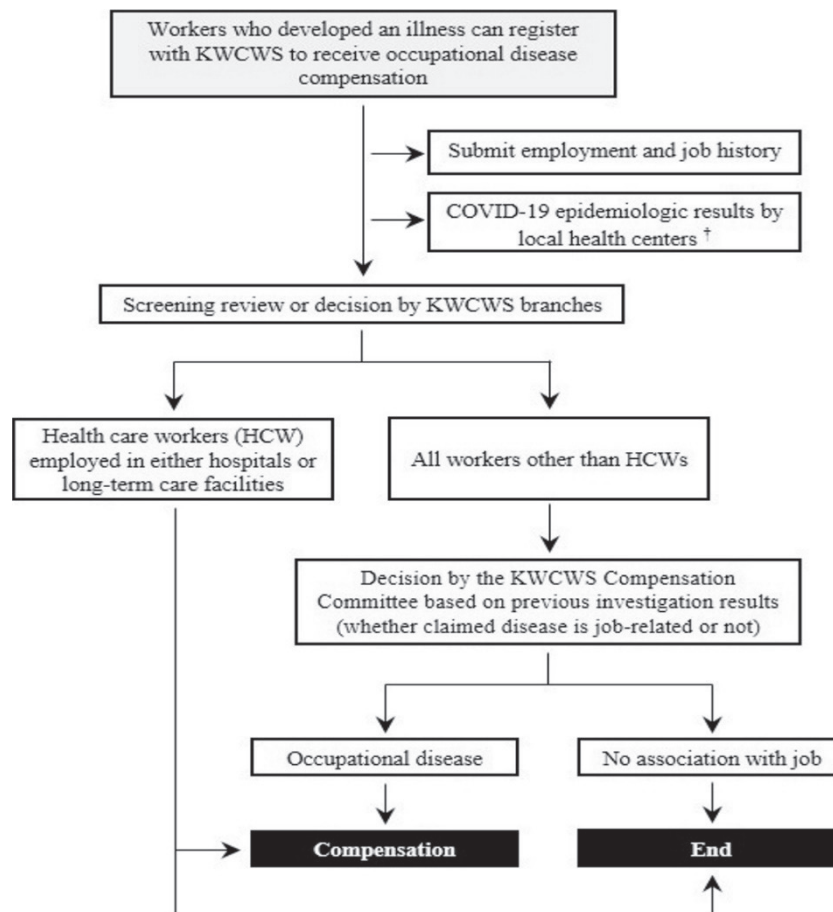 Workers who developed an illness can register
with KWCWS to receive occupational disease
compensation
Submit employment and job history
COVID-19 epidemiologic results by
local health centers †
Screening review or decision by KWCWS branches
Health care workers (HCW)
employed in either hospitals or
long-term care facilities
All workers other than HCWs
Decision by the KWCWS Compensation
Committee based on previous investigation results
(whether claimed disease is job-related or not)
Occupational disease
No association with job
Compensation
End